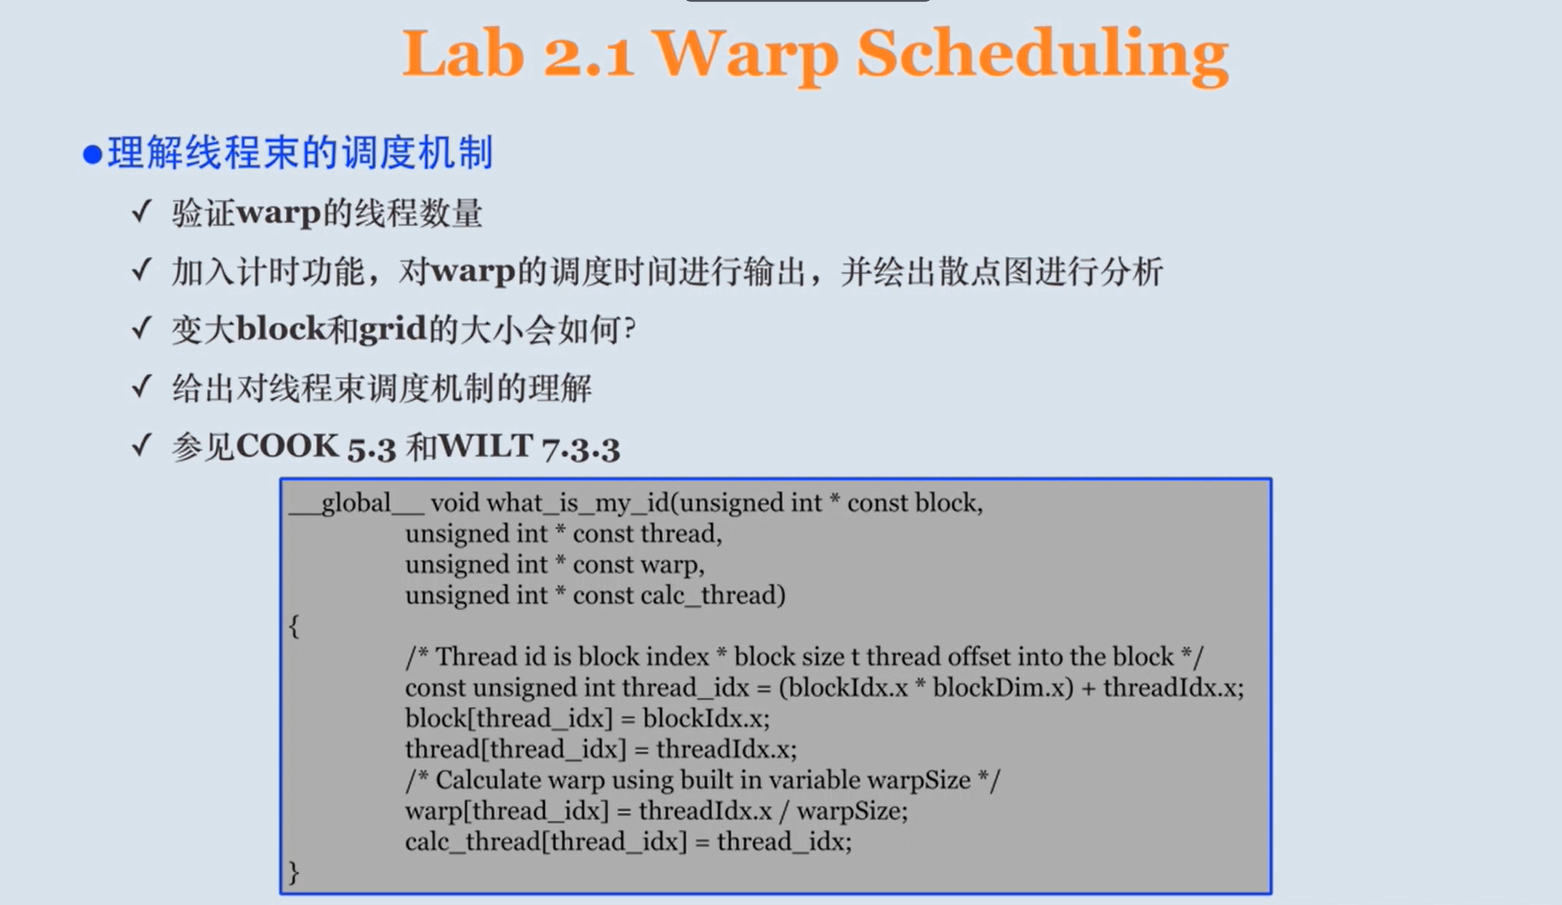 Lab 2.1 Warp Scheduling
●理解线程束的调度机制
✓ 验证warp的线程数量
✓ 加入计时功能，对warp的调度时间进行输出，并绘出散点图进行分析
✓ 变大block和grid的大小会如何?
✓ 给出对线程束调度机制的理解
✓ 参见COOK 5.3 和WILT 7.3.3
__global__ void what_is_my_id(unsigned int * const block,
unsigned int * const thread,
unsigned int * const warp,
unsigned int * const calc_thread)
{
/* Thread id is block index * block size t thread offset into the block */
const unsigned int thread_idx = (blockIdx.x * blockDim.x) + threadIdx.x;
block[thread_idx] = blockIdx.x;
thread[thread_idx] = threadIdx.x;
/* Calculate warp using built in variable warpSize */
warp[thread_idx] = threadIdx.x / warpSize;
calc_thread[thread_idx] = thread_idx;
}